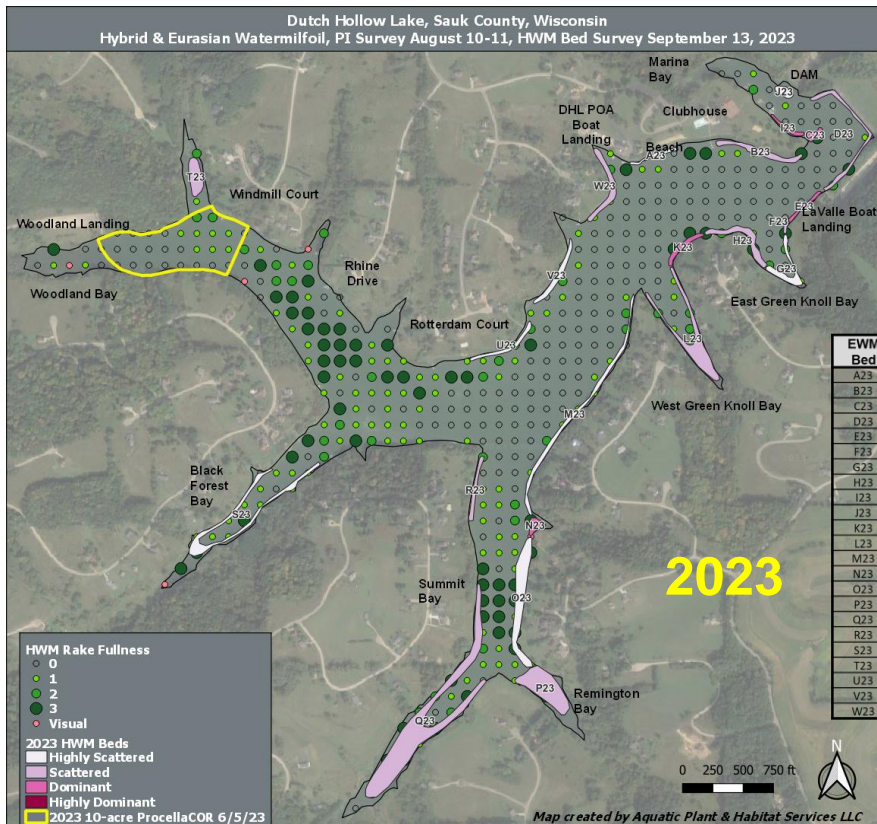 Dutch Hollow Lake, Sauk County, Wisconsin
Hybrid & Eurasian Watermilfoil, PI Survey August 10-11, HWM Bed Survey September 13, 2023
Marina
Bay
DAM
J23
Clubhouse
DHL POA
Boat
Landing
I23
C23
D23
Beach
A23
B23
T23
W23
Windmill Court
E23
Woodland Landing
F23
LaValle Boat
Landing
K23
H23
G23
Rhine
Drive
V23
Woodland Bay
East Green Knoll Bay
Rotterdam Court
U23
L23
West Green Knoll Bay
M23
Black
Forest
Bay
R23
S23
N23
2023
Summit
Bay
O23
P23
Remington
Bay
Q23
EWM
Bed
A23
B23
C23
D23
E23
F23
G23
H23
I23
J23
K23
L23
M23
N23
O23
P23
Q23
R23
S23
T23
U23
V23
W23
HWM Rake Fullness
0
1
2
3
Visual
2023 HWM Beds
Highly Scattered
Scattered
Dominant
Highly Dominant
2023 10-acre ProcellaCOR 6/5/23
N
0 250 500 750 ft
Map created by Aquatic Plant & Habitat Services LLC